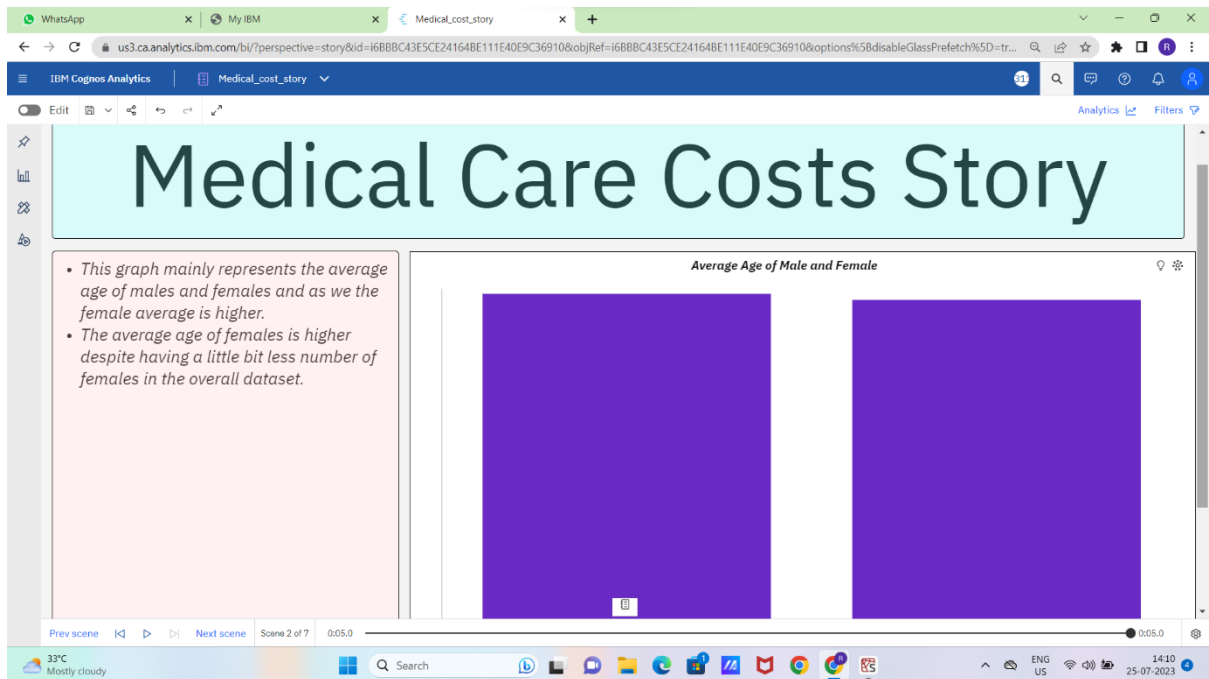 WhatsApp
My IBM
Medical_cost_story
us3.ca.analytics.ibm.com/bi/?perspective=story&id=i6BBBC43E5CE24164BE111E40E9C36910&objRef=i6BBBC43E5CE24164BE111E40E9C36910&options%5BdisableGlassPrefetch%5D=tr...
R
IBM Cognos Analytics
Medical_cost_story
Edit
Analytics
Filters
Medical Care Costs Story
• This graph mainly represents the average
age of males and females and as we the
female average is higher.
• The average age of females is higher
despite having a little bit less number of
females in the overall dataset.
Average Age of Male and Female
Prev scene
Next scene
Scene 2 of 7
0:05.0
0:05.0
33°C
Mostly cloudy
Search
ENG
US
14:10
25-07-2023
4